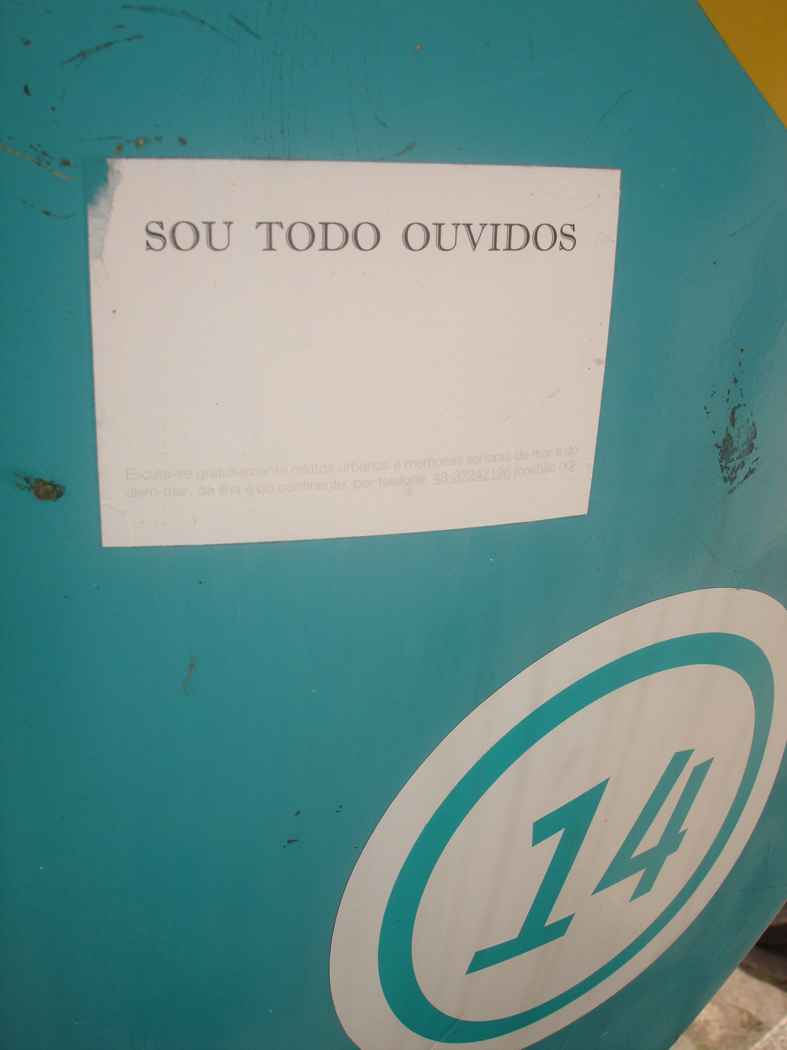 SOU TODO OUVIDOS
Escuta-se gratuitamente relatos urbanos e memórias sonoras do mar e do
além-mar, da ilha e do continente, por telefone: 48-32242196 [orelhão 00]
14